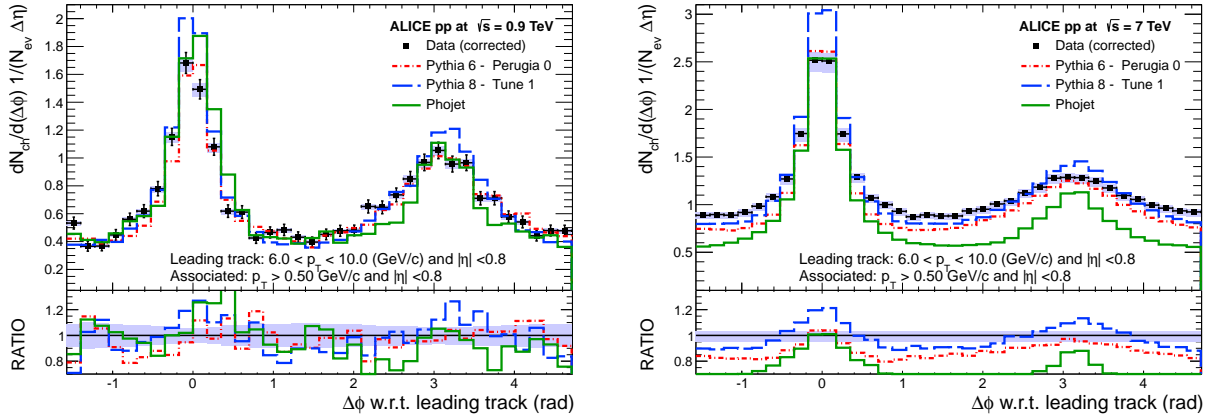 dN_ch/d(Δϕ) 1/(N_ev Δη)
2
1.8
1.6
1.4
1.2
1.0
0.8
0.6
0.4
0.2
ALICE pp at √s = 0.9 TeV
Data (corrected)
Pythia 6 - Perugia 0
Pythia 8 - Tune 1
Phojet
Leading track: 6.0 < p_T < 10.0 (GeV/c) and |η| <0.8
Associated: p_T > 0.50 GeV/c and |η| <0.8
RATIO
1.2
1
0.8
-1 0 1 2 3 4
Δϕ w.r.t. leading track (rad)
dN_ch/d(Δϕ) 1/(N_ev Δη)
3
2.5
2
1.5
1
0.5
ALICE pp at √s = 7 TeV
Data (corrected)
Pythia 6 - Perugia 0
Pythia 8 - Tune 1
Phojet
Leading track: 6.0 < p_T < 10.0 (GeV/c) and |η| <0.8
Associated: p_T > 0.50 GeV/c and |η| <0.8
RATIO
1.2
1
0.8
-1 0 1 2 3 4
Δϕ w.r.t. leading track (rad)